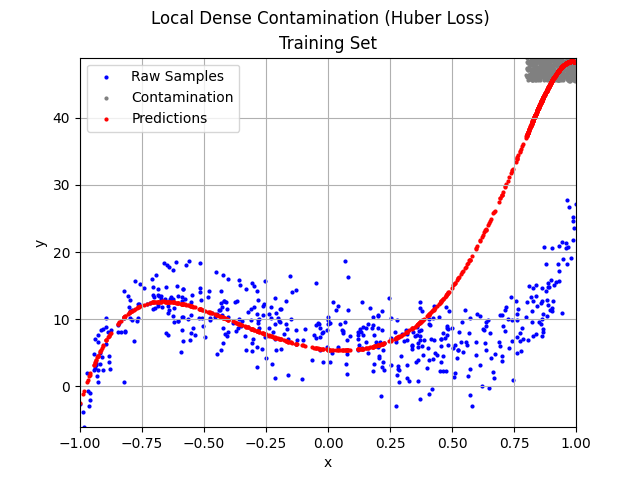 Local Dense Contamination (Huber Loss)
Training Set
Raw Samples
Contamination
Predictions
y
40
30
20
10
0
−1.00 −0.75 −0.50 −0.25 0.00 0.25 0.50 0.75 1.00
x